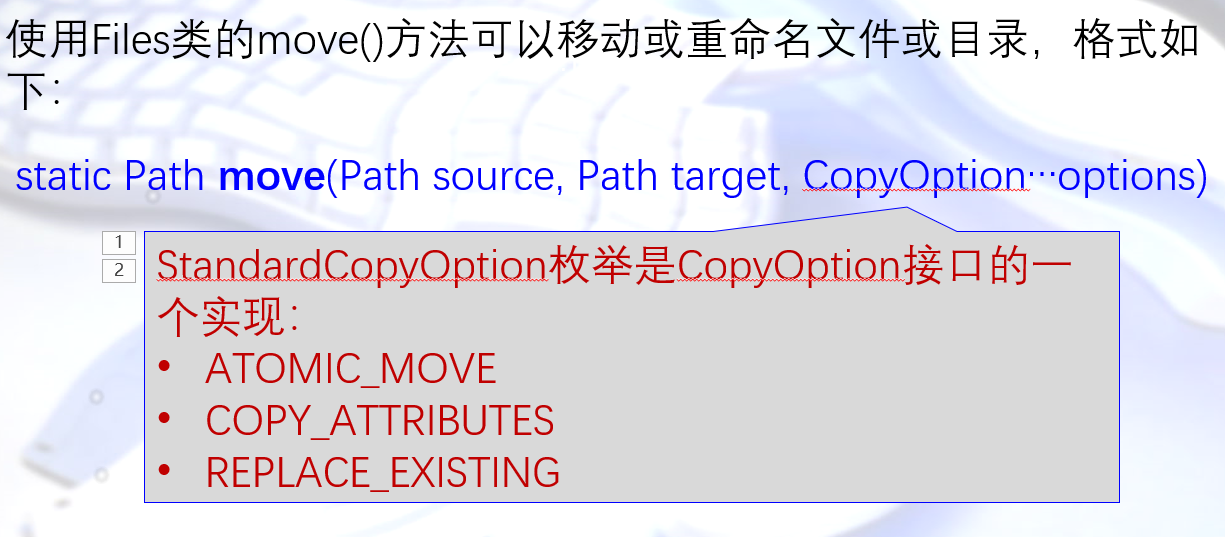 使用Files类的move()方法可以移动或重命名文件或目录，格式如
下：
static Path move(Path source, Path target, CopyOption…options)
1
2
StandardCopyOption枚举是CopyOption接口的一
个实现：
• ATOMIC_MOVE
• COPY_ATTRIBUTES
• REPLACE_EXISTING